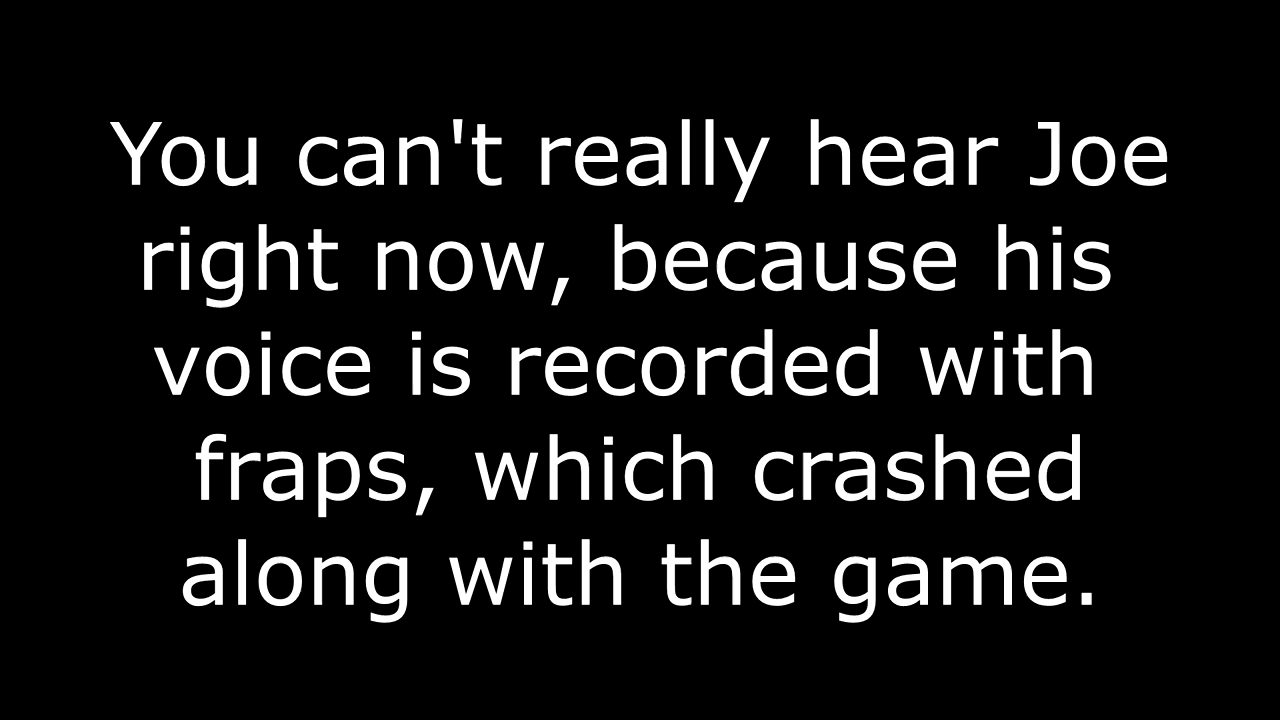 You can't really hear Joe
right now, because his
voice is recorded with
fraps, which crashed
along with the game.